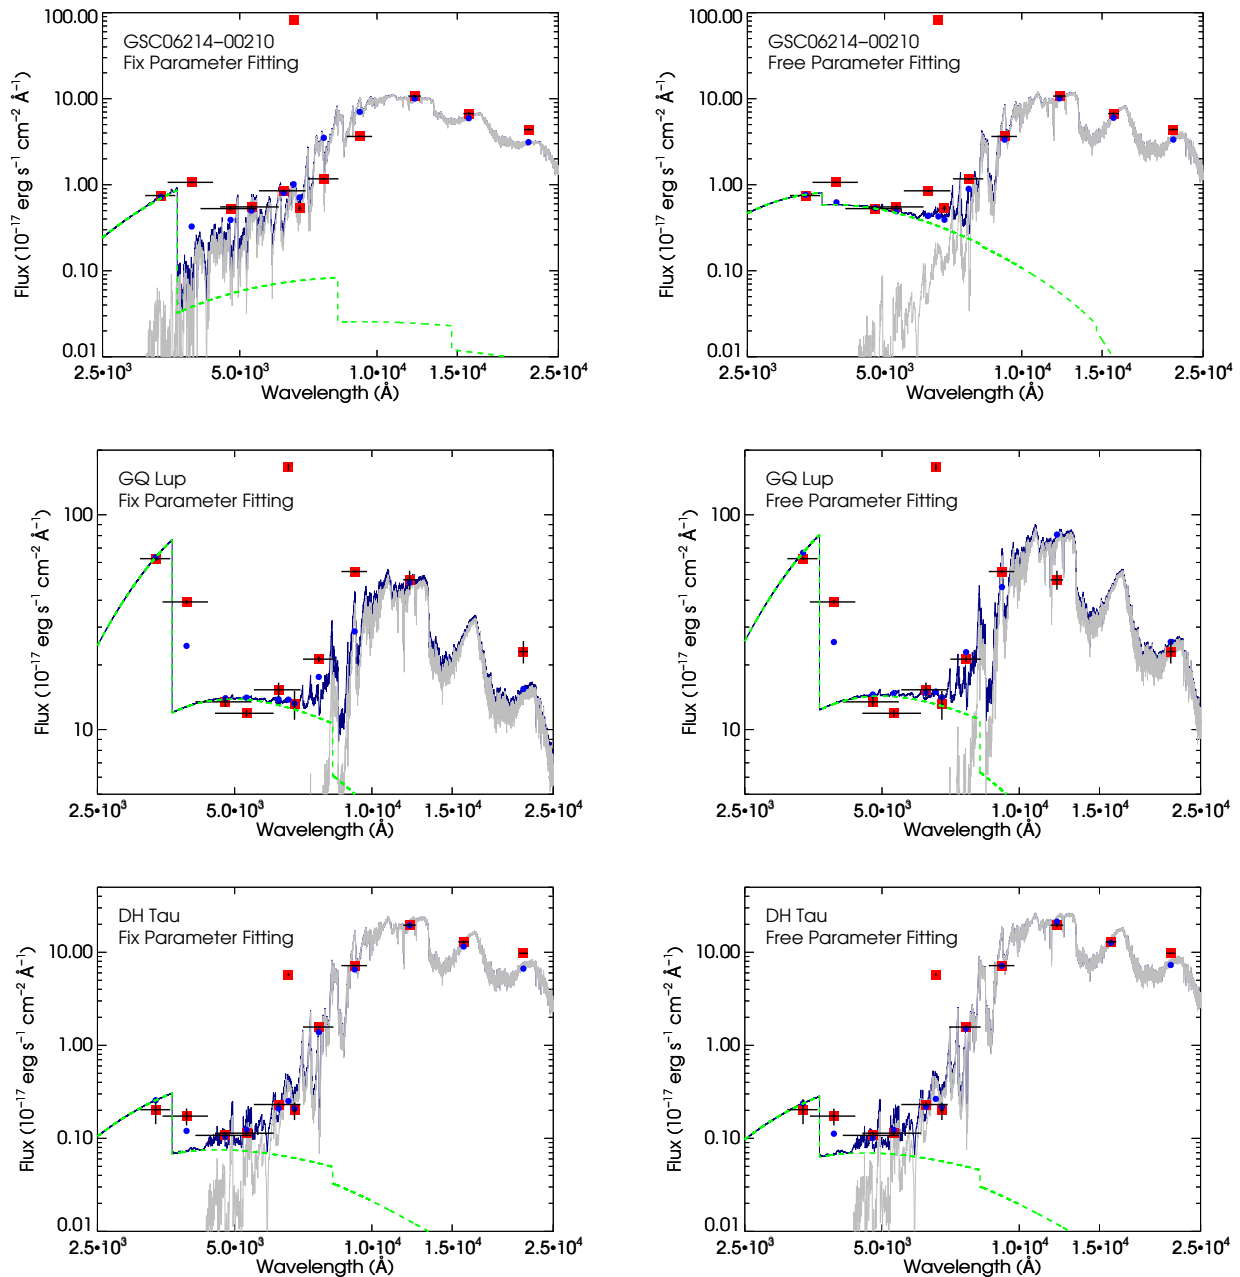 GSC06214–00210
Fix Parameter Fitting
100.00
10.00
1.00
0.10
0.01
Flux (10⁻¹⁷ erg s⁻¹ cm⁻² Å⁻¹)
2.5•10³ 5.0•10³ 1.0•10⁴ 1.5•10⁴ 2.5•10⁴
Wavelength (Å)
GSC06214–00210
Free Parameter Fitting
100.00
10.00
1.00
0.10
0.01
Flux (10⁻¹⁷ erg s⁻¹ cm⁻² Å⁻¹)
2.5•10³ 5.0•10³ 1.0•10⁴ 1.5•10⁴ 2.5•10⁴
Wavelength (Å)
GQ Lup
Fix Parameter Fitting
100
10
Flux (10⁻¹⁷ erg s⁻¹ cm⁻² Å⁻¹)
2.5•10³ 5.0•10³ 1.0•10⁴ 1.5•10⁴ 2.5•10⁴
Wavelength (Å)
GQ Lup
Free Parameter Fitting
100
10
Flux (10⁻¹⁷ erg s⁻¹ cm⁻² Å⁻¹)
2.5•10³ 5.0•10³ 1.0•10⁴ 1.5•10⁴ 2.5•10⁴
Wavelength (Å)
DH Tau
Fix Parameter Fitting
10.00
1.00
0.10
0.01
Flux (10⁻¹⁷ erg s⁻¹ cm⁻² Å⁻¹)
2.5•10³ 5.0•10³ 1.0•10⁴ 1.5•10⁴ 2.5•10⁴
Wavelength (Å)
DH Tau
Free Parameter Fitting
10.00
1.00
0.10
0.01
Flux (10⁻¹⁷ erg s⁻¹ cm⁻² Å⁻¹)
2.5•10³ 5.0•10³ 1.0•10⁴ 1.5•10⁴ 2.5•10⁴
Wavelength (Å)